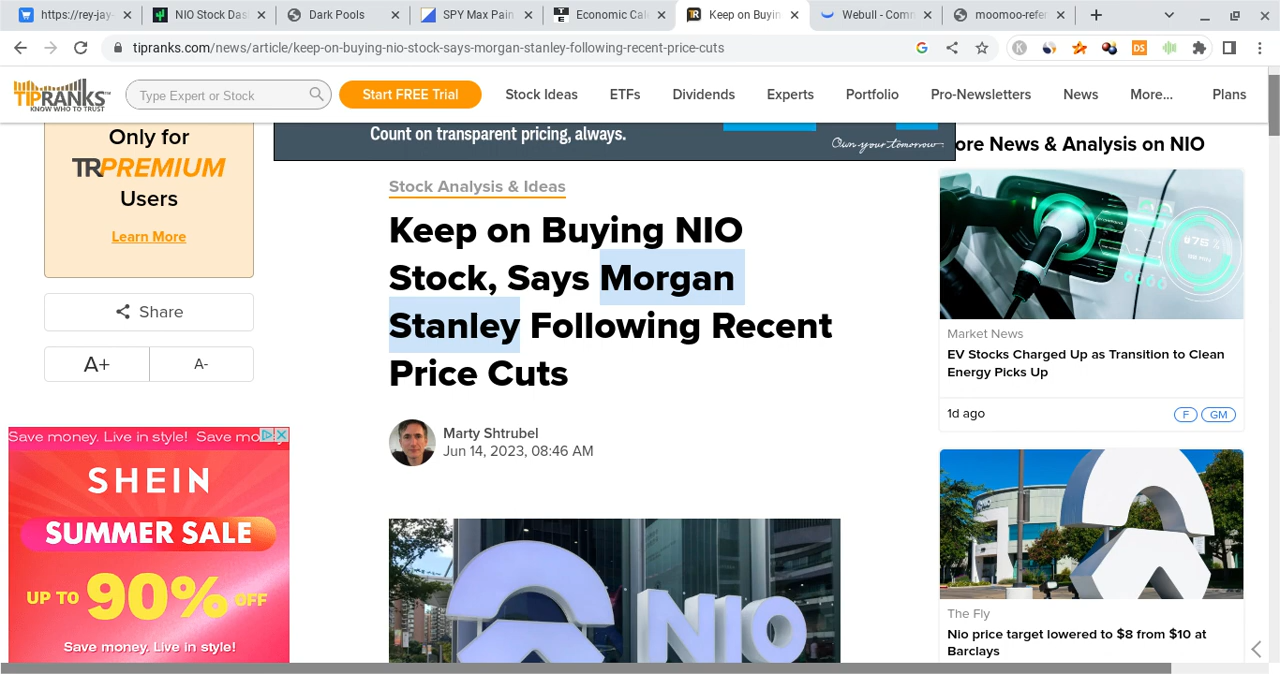 https://rey-jay-
NIO Stock Das
Dark Pools
SPY Max Pain
Economic Cale
Keep on Buyin
Webull - Comm
moomoo-refer
tipranks.com/news/article/keep-on-buying-nio-stock-says-morgan-stanley-following-recent-price-cuts
TIPRANKS™
KNOW WHO TO TRUST
Type Expert or Stock
Start FREE Trial
Stock Ideas
ETFs
Dividends
Experts
Portfolio
Pro-Newsletters
News
More...
Plans
Only for
TRPREMIUM
Users
Learn More
Share
A+
A-
Save money. Live in style! Save mo
SHEIN
SUMMER SALE
UP TO 90% OFF
Save money. Live in style!
Count on transparent pricing, always.
Own your tomorrow
Stock Analysis & Ideas
Keep on Buying NIO
Stock, Says Morgan
Stanley Following Recent
Price Cuts
Marty Shtrubel
Jun 14, 2023, 08:46 AM
NIO
ore News & Analysis on NIO
Market News
EV Stocks Charged Up as Transition to Clean
Energy Picks Up
1d ago
F
GM
The Fly
Nio price target lowered to $8 from $10 at
Barclays